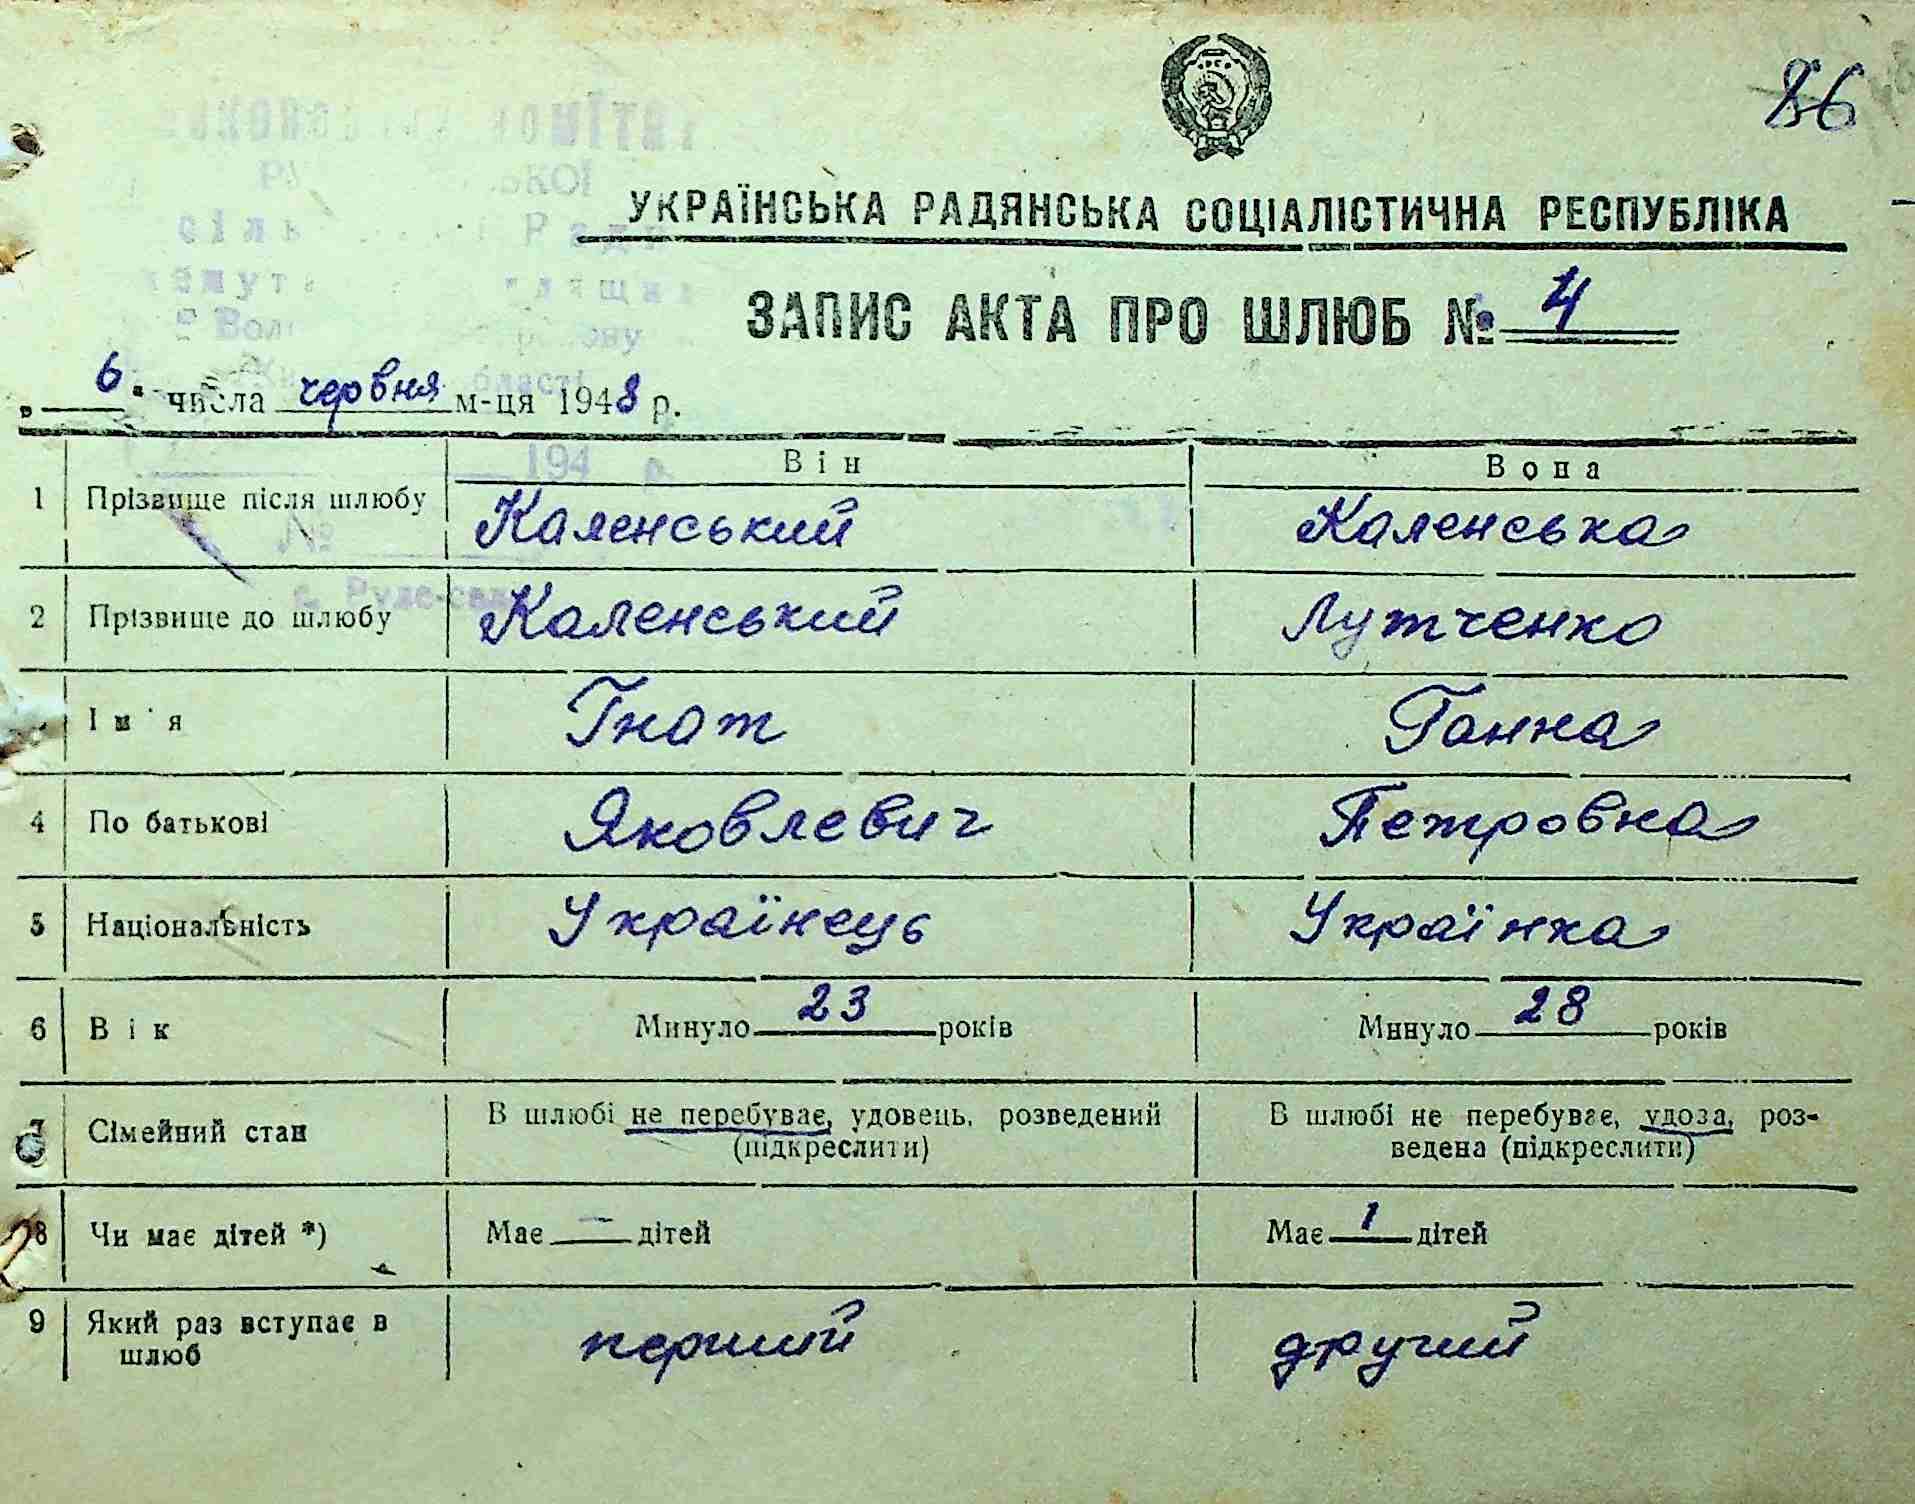 86
УКРАЇНСЬКА РАДЯНСЬКА СОЦІАЛІСТИЧНА РЕСПУБЛІКА
ЗАПИС АКТА ПРО ШЛЮБ № 4
„ 6 " числа червня м-ця 1948 р.
Він Вона
1 Прізвище після шлюбу Каленський Каленська
2 Прізвище до шлюбу Каленський Лутченко
Ім'я Гнат Ганна
4 По батькові Яковлевич Петровна
5 Національність Українець Українка
6 Вік Минуло 23 років Минуло 28 років
7 Сімейний стан В шлюбі не перебуває, удовець, розведений (підкреслити) В шлюбі не перебуває, удова, роз-
ведена (підкреслити)
8 Чи має дітей *) Має — дітей Має 1 дітей
9 Який раз вступає в перший другий
шлюб